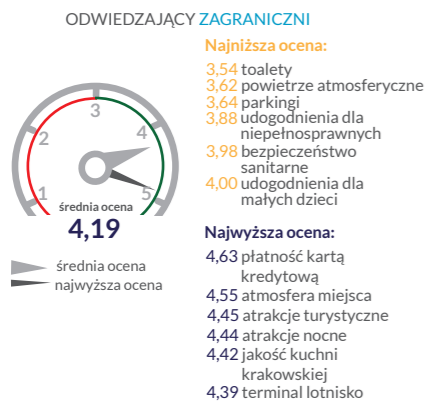 ODWIEDZAJĄCY ZAGRANICZNI
Najniższa ocena:
3,54 toalety
3,62 powietrze atmosferyczne
3,64 parkingi
3,88 udogodnienia dla
niepełnosprawnych
3,98 bezpieczeństwo
sanitarne
4,00 udogodnienia dla
małych dzieci
1
2
3
4
5
średnia ocena
4,19
średnia ocena
najwyższa ocena
Najwyższa ocena:
4,63 płatność kartą
kredytową
4,55 atmosfera miejsca
4,45 atrakcje turystyczne
4,44 atrakcje nocne
4,42 jakość kuchni
krakowskiej
4,39 terminal lotnisko